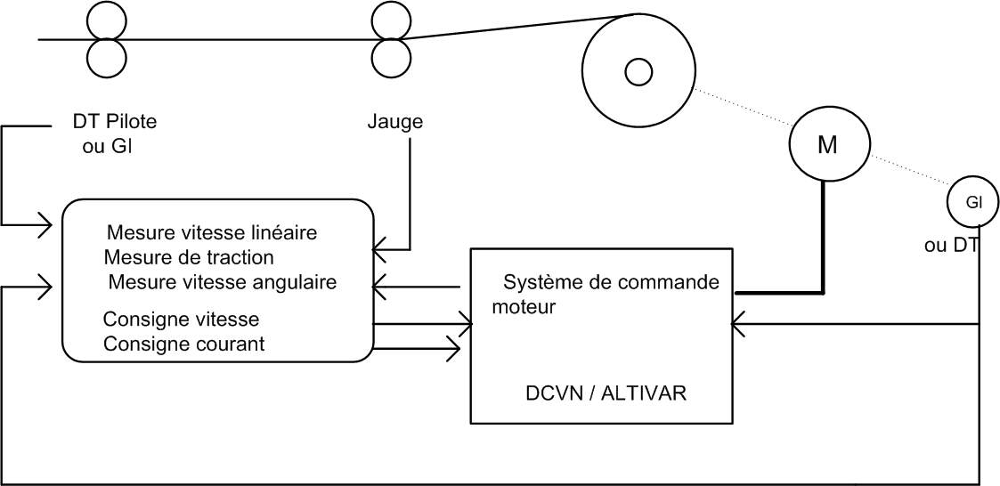 DT Pilote
ou GI
Jauge
M
GI
ou DT
Mesure vitesse linéaire
Mesure de traction
Mesure vitesse angulaire
Consigne vitesse
Consigne courant
Système de commande
moteur
DCVN / ALTIVAR